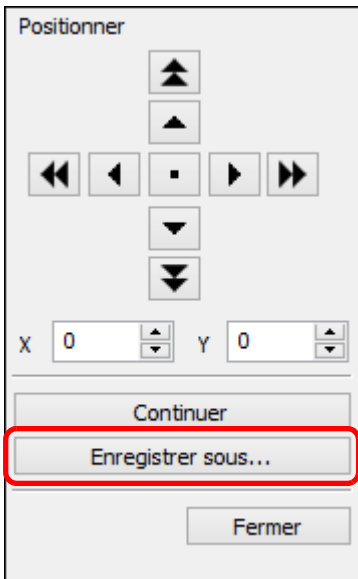 Positionner
X 0 Y 0
Continuer
Enregistrer sous...
Fermer